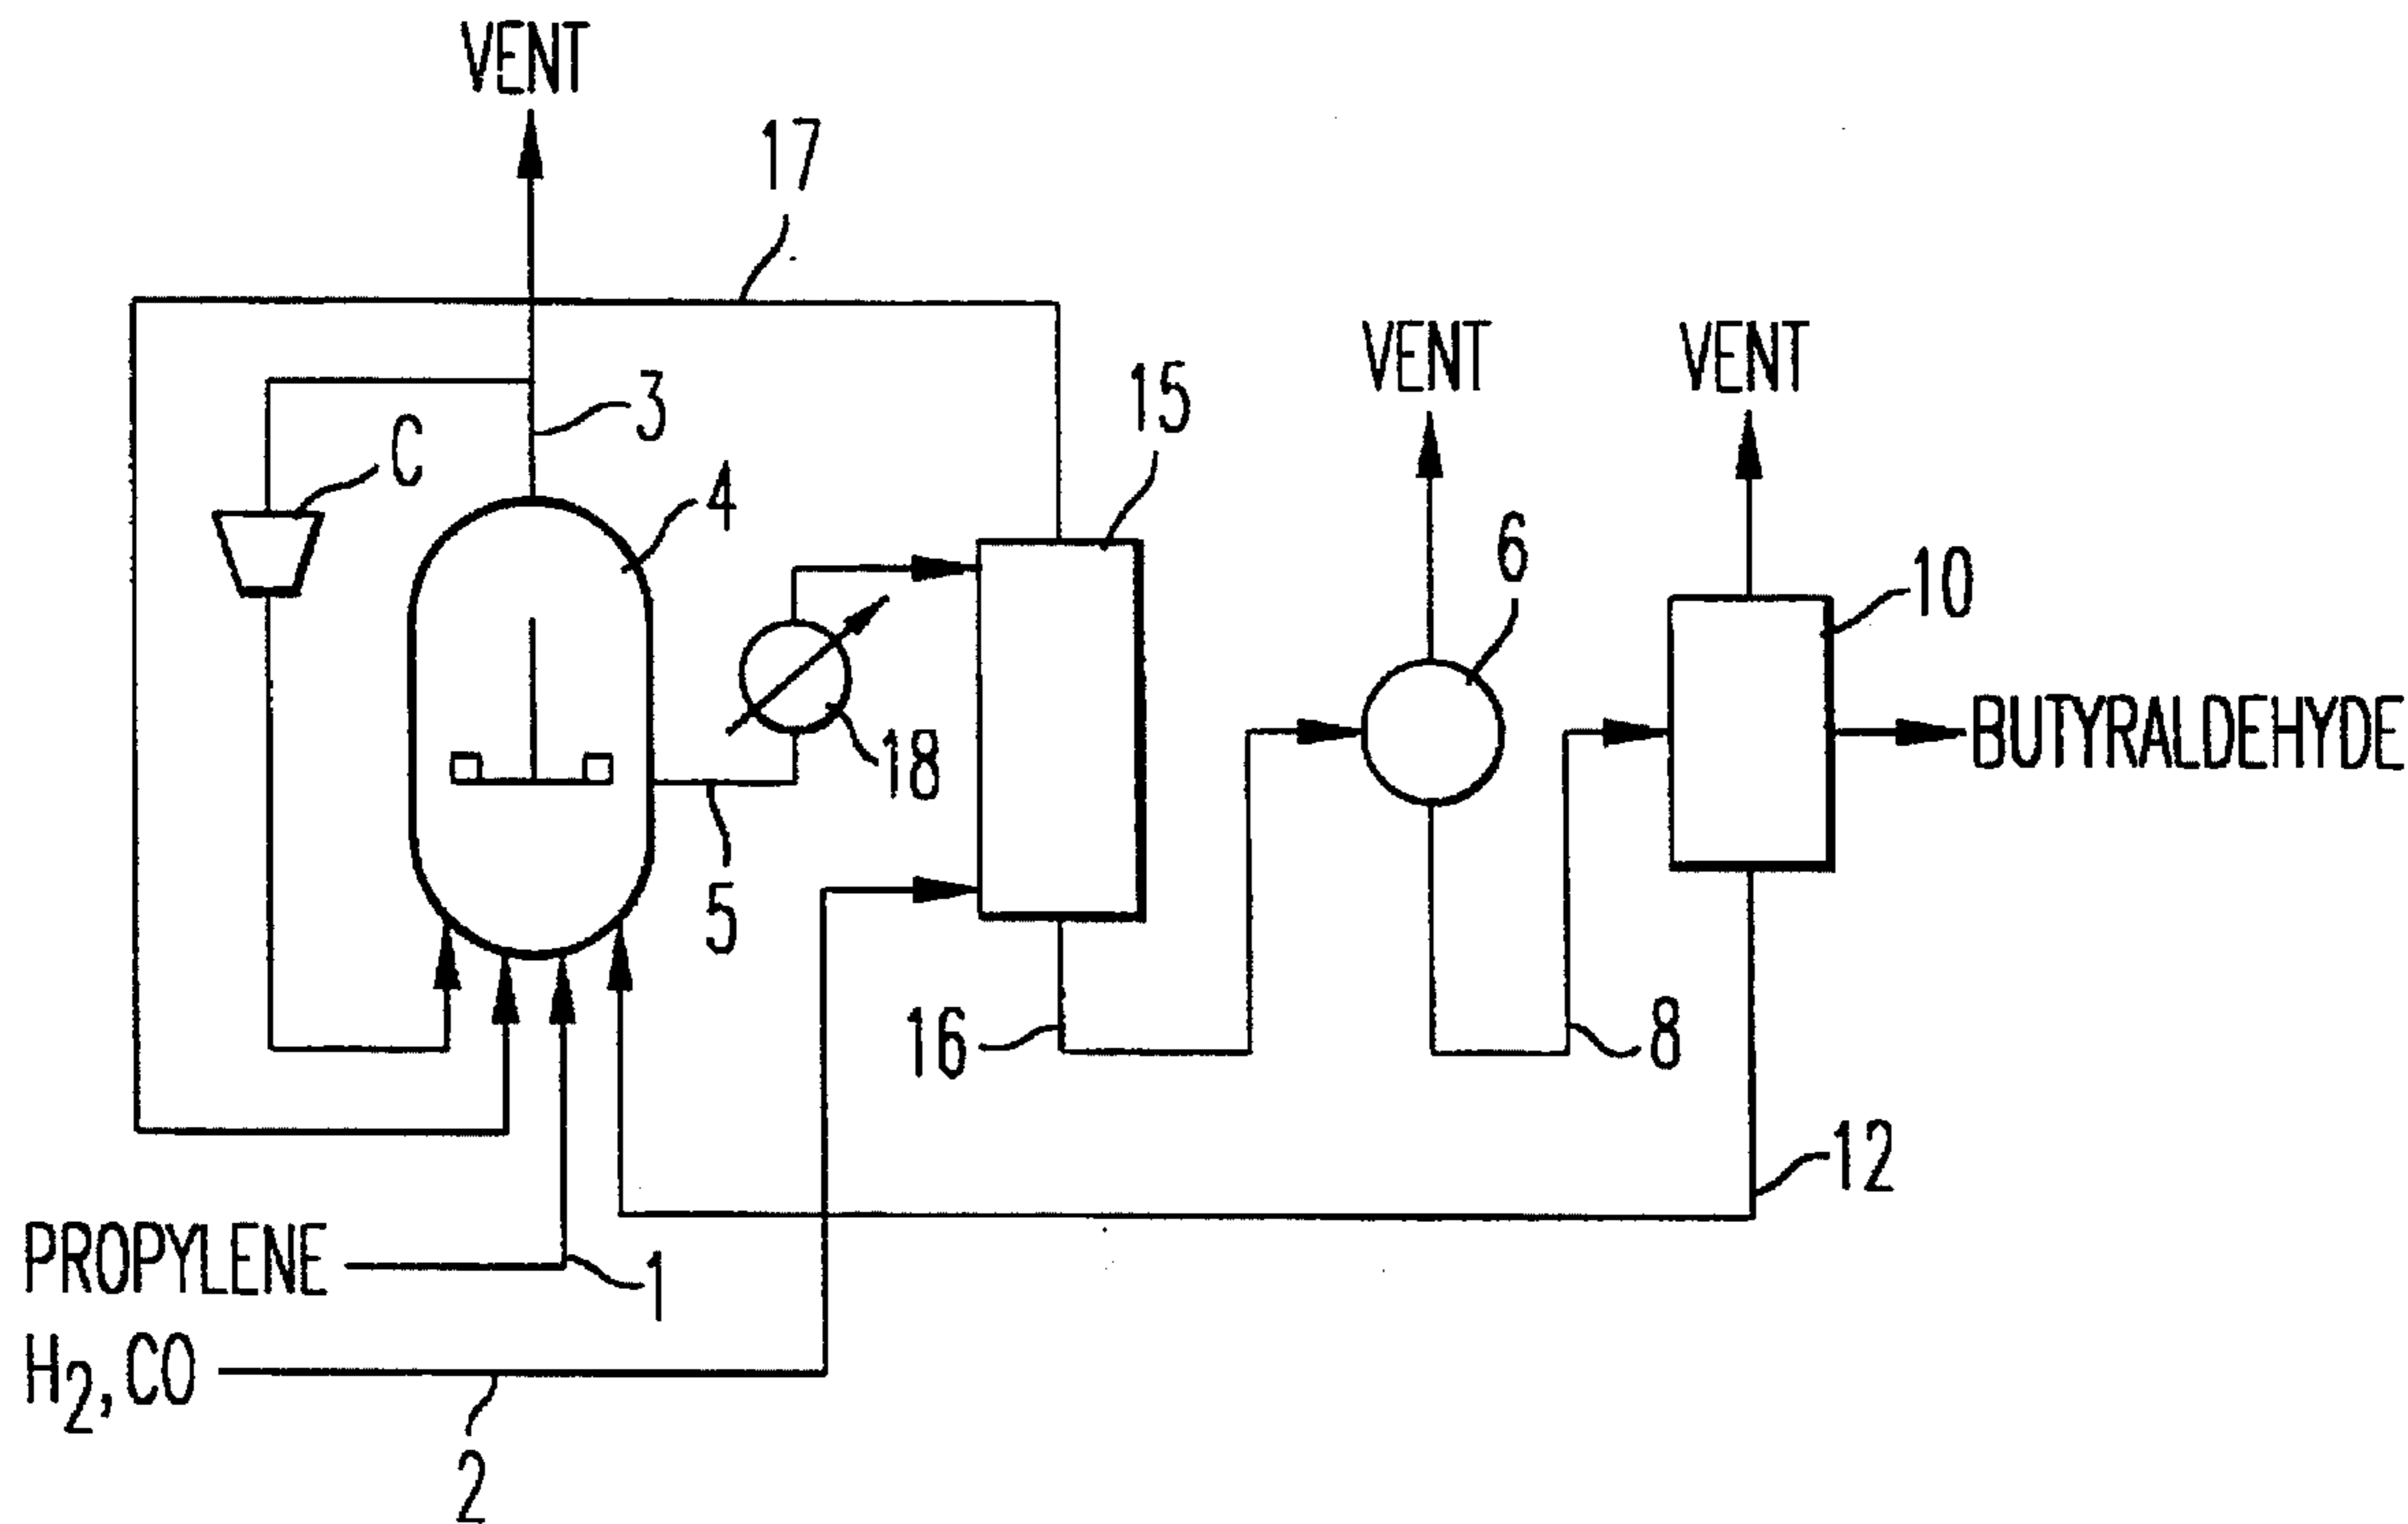 VENT
17
VENT
VENT
3
15
C
4
6
10
18
BUTYRALDEHYDE
5
16
8
12
PROPYLENE
1
H2,CO
2